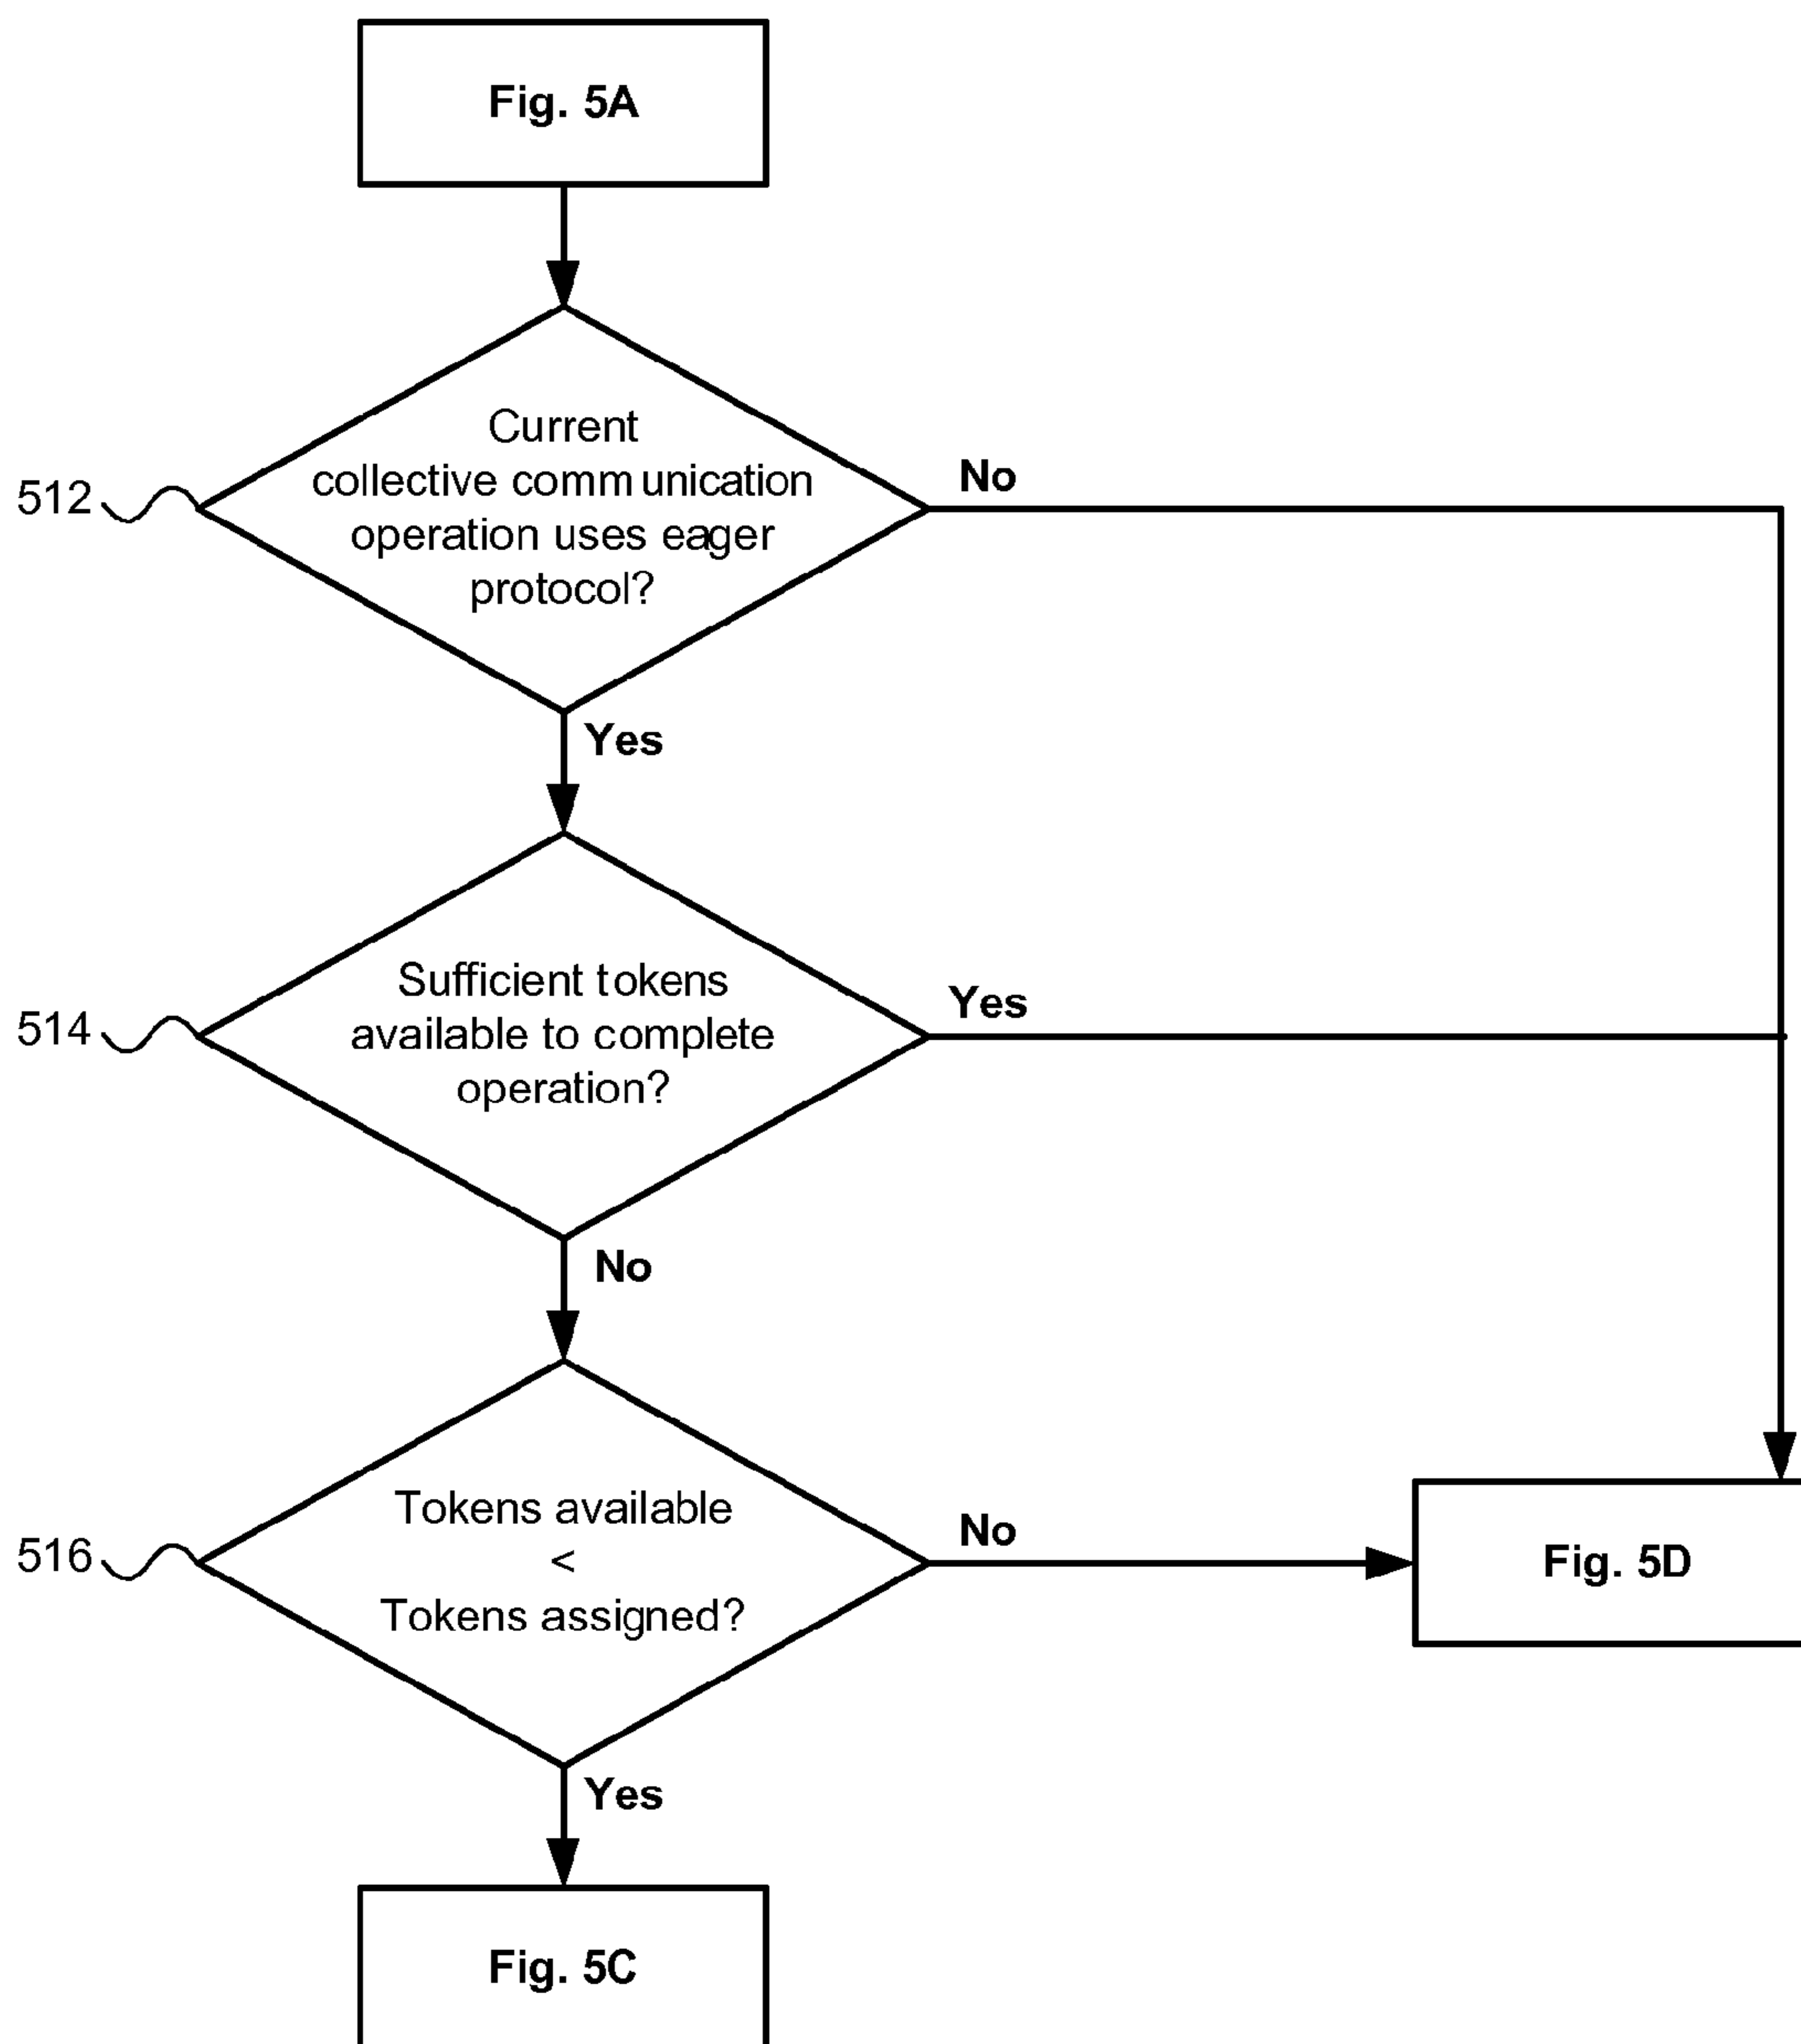 Fig. 5A
Current
collective communication
operation uses eager
protocol?
512
No
Yes
Sufficient tokens
available to complete
operation?
514
Yes
No
Tokens available
<
Tokens assigned?
516
No
Fig. 5D
Yes
Fig. 5C